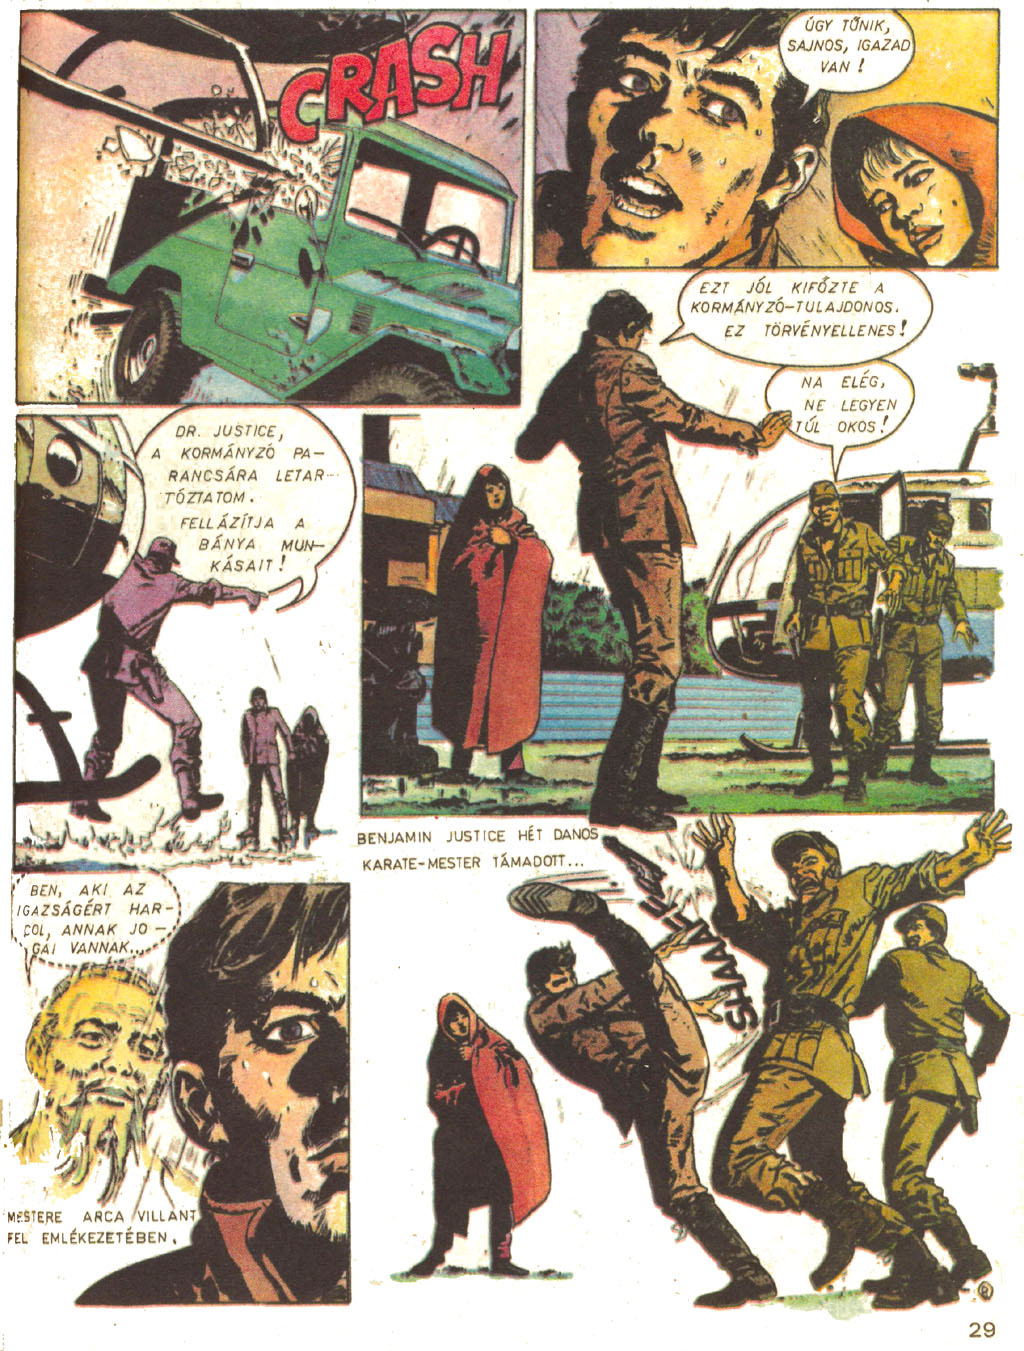 CRASH
ÚGY TŰNIK,
SAJNOS, IGAZAD
VAN!
DR. JUSTICE,
A KORMÁNYZÓ PA-
RANCSÁRA LETAR-
TÓZTATOM.
FELLÁZÍTJA A
BÁNYA MUN-
KÁSAIT!
EZT JÓL KIFŐZTE A
KORMÁNYZÓ-TULAJDONOS.
EZ TÖRVÉNYELLENES!
NA ELÉG,
NE LEGYEN
TÚL OKOS!
BEN, AKI AZ
IGAZSÁGÉRT HAR-
COL, ANNAK JO-
GAI VANNAK...
MESTERE ARCA VILLANT
FEL EMLÉKEZETÉBEN.
BENJAMIN JUSTICE HÉT DANOS
KARATE-MESTER TÁMADOTT...
R
29